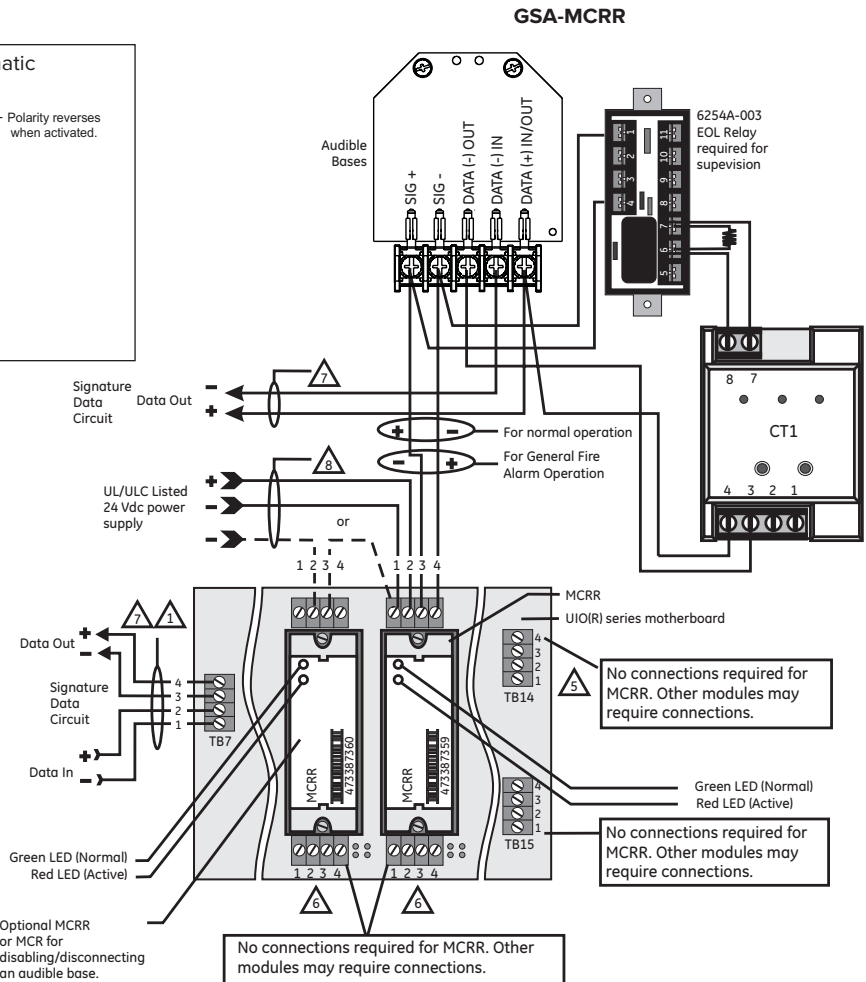 GSA-MCRR
atic
- Polarity reverses
when activated.
Audible
Bases
SIG +
SIG -
DATA (-) OUT
DATA (-) IN
DATA (+) IN/OUT
1
2
3
4
11
10
9
8
7
6
5
6254A-003
EOL Relay
required for
supevision
8 7
CT1
4 3 2 1
Signature
Data
Circuit
Data Out
-
+
7
+ -
For normal operation
- +
For General Fire
Alarm Operation
8
UL/ULC Listed
24 Vdc power
supply
+
-
-
or
1 2 3 4
1 2 3 4
MCRR
UIO(R) series motherboard
7 1
Data Out
+
-
Signature
Data
Circuit
Data In
+
-
4
3
2
1
TB7
MCRR
473387360
MCRR
473387359
4
3
2
1
TB14
5
No connections required for
MCRR. Other modules may
require connections.
Green LED (Normal)
Red LED (Active)
4
3
2
1
TB15
No connections required for
MCRR. Other modules may
require connections.
Green LED (Normal)
Red LED (Active)
1 2 3 4
1 2 3 4
6
6
Optional MCRR
or MCR for
disabling/disconnecting
an audible base.
No connections required for MCRR. Other
modules may require connections.